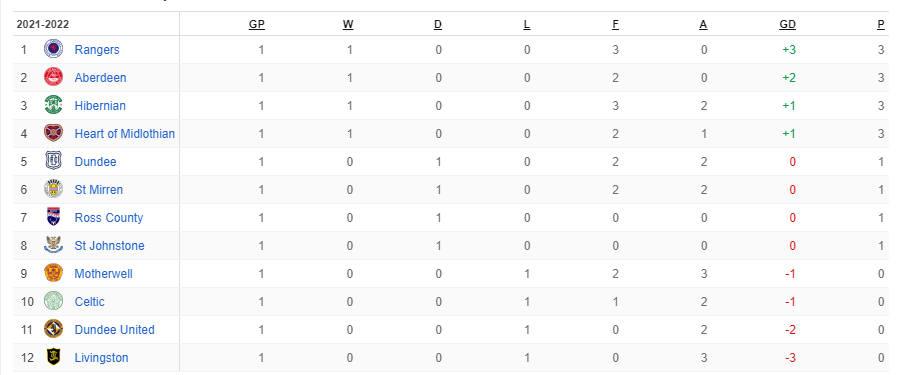 2021-2022 GP W D L F A GD P
1 Rangers 1 1 0 0 3 0 +3 3
2 Aberdeen 1 1 0 0 2 0 +2 3
3 Hibernian 1 1 0 0 3 2 +1 3
4 Heart of Midlothian 1 1 0 0 2 1 +1 3
5 Dundee 1 0 1 0 2 2 0 1
6 St Mirren 1 0 1 0 2 2 0 1
7 Ross County 1 0 1 0 0 0 0 1
8 St Johnstone 1 0 1 0 0 0 0 1
9 Motherwell 1 0 0 1 2 3 -1 0
10 Celtic 1 0 0 1 1 2 -1 0
11 Dundee United 1 0 0 1 0 2 -2 0
12 Livingston 1 0 0 1 0 3 -3 0